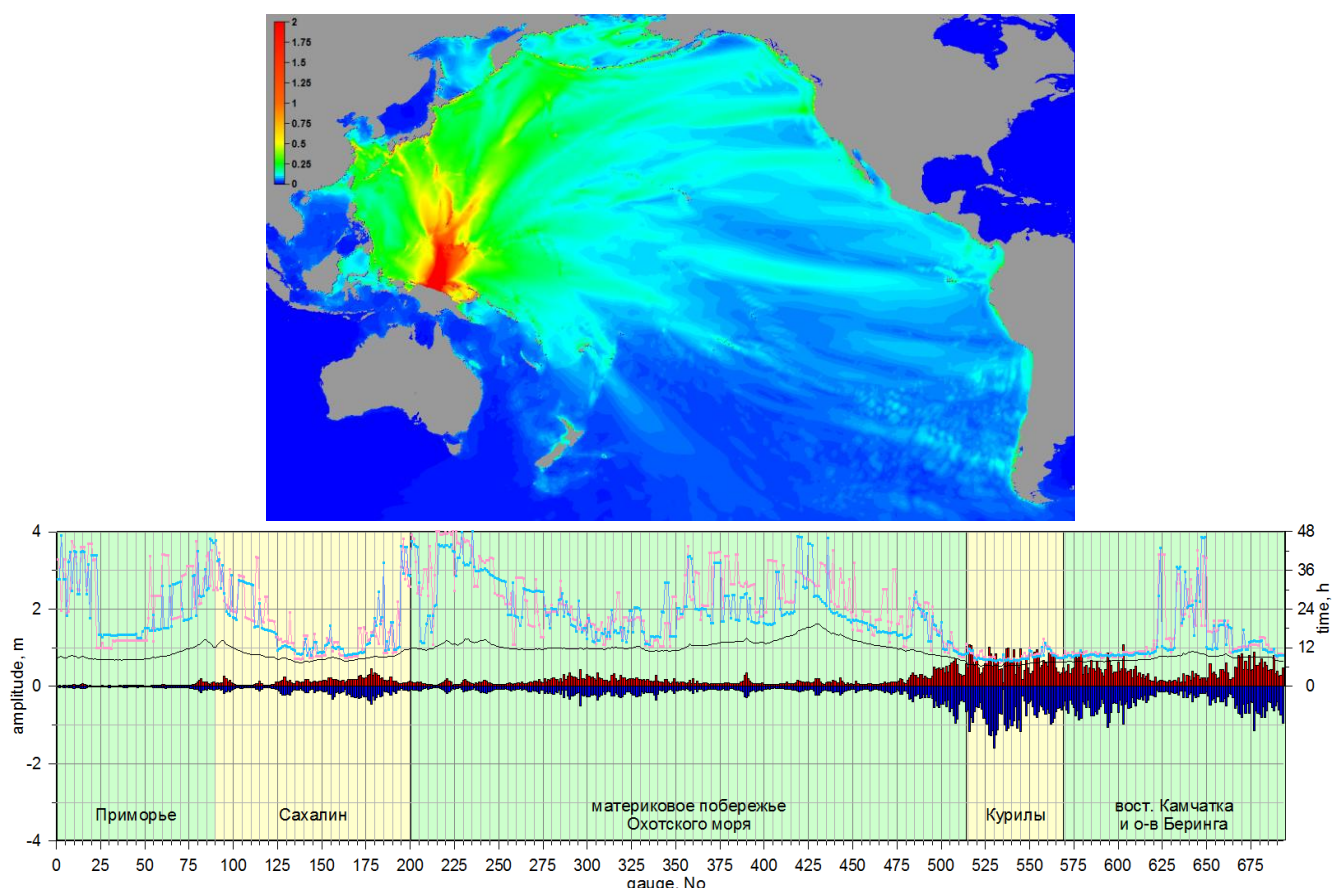 2
1.75
1.5
1.25
1
0.75
0.5
0.25
0
amplitude, m
4
2
0
-2
-4
48
36
24
12
0
time, h
Приморье
Сахалин
материковое побережье
Охотского моря
Курилы
вост. Камчатка
и о-в Беринга
0 25 50 75 100 125 150 175 200 225 250 275 300 325 350 375 400 425 450 475 500 525 550 575 600 625 650 675
gauge, No